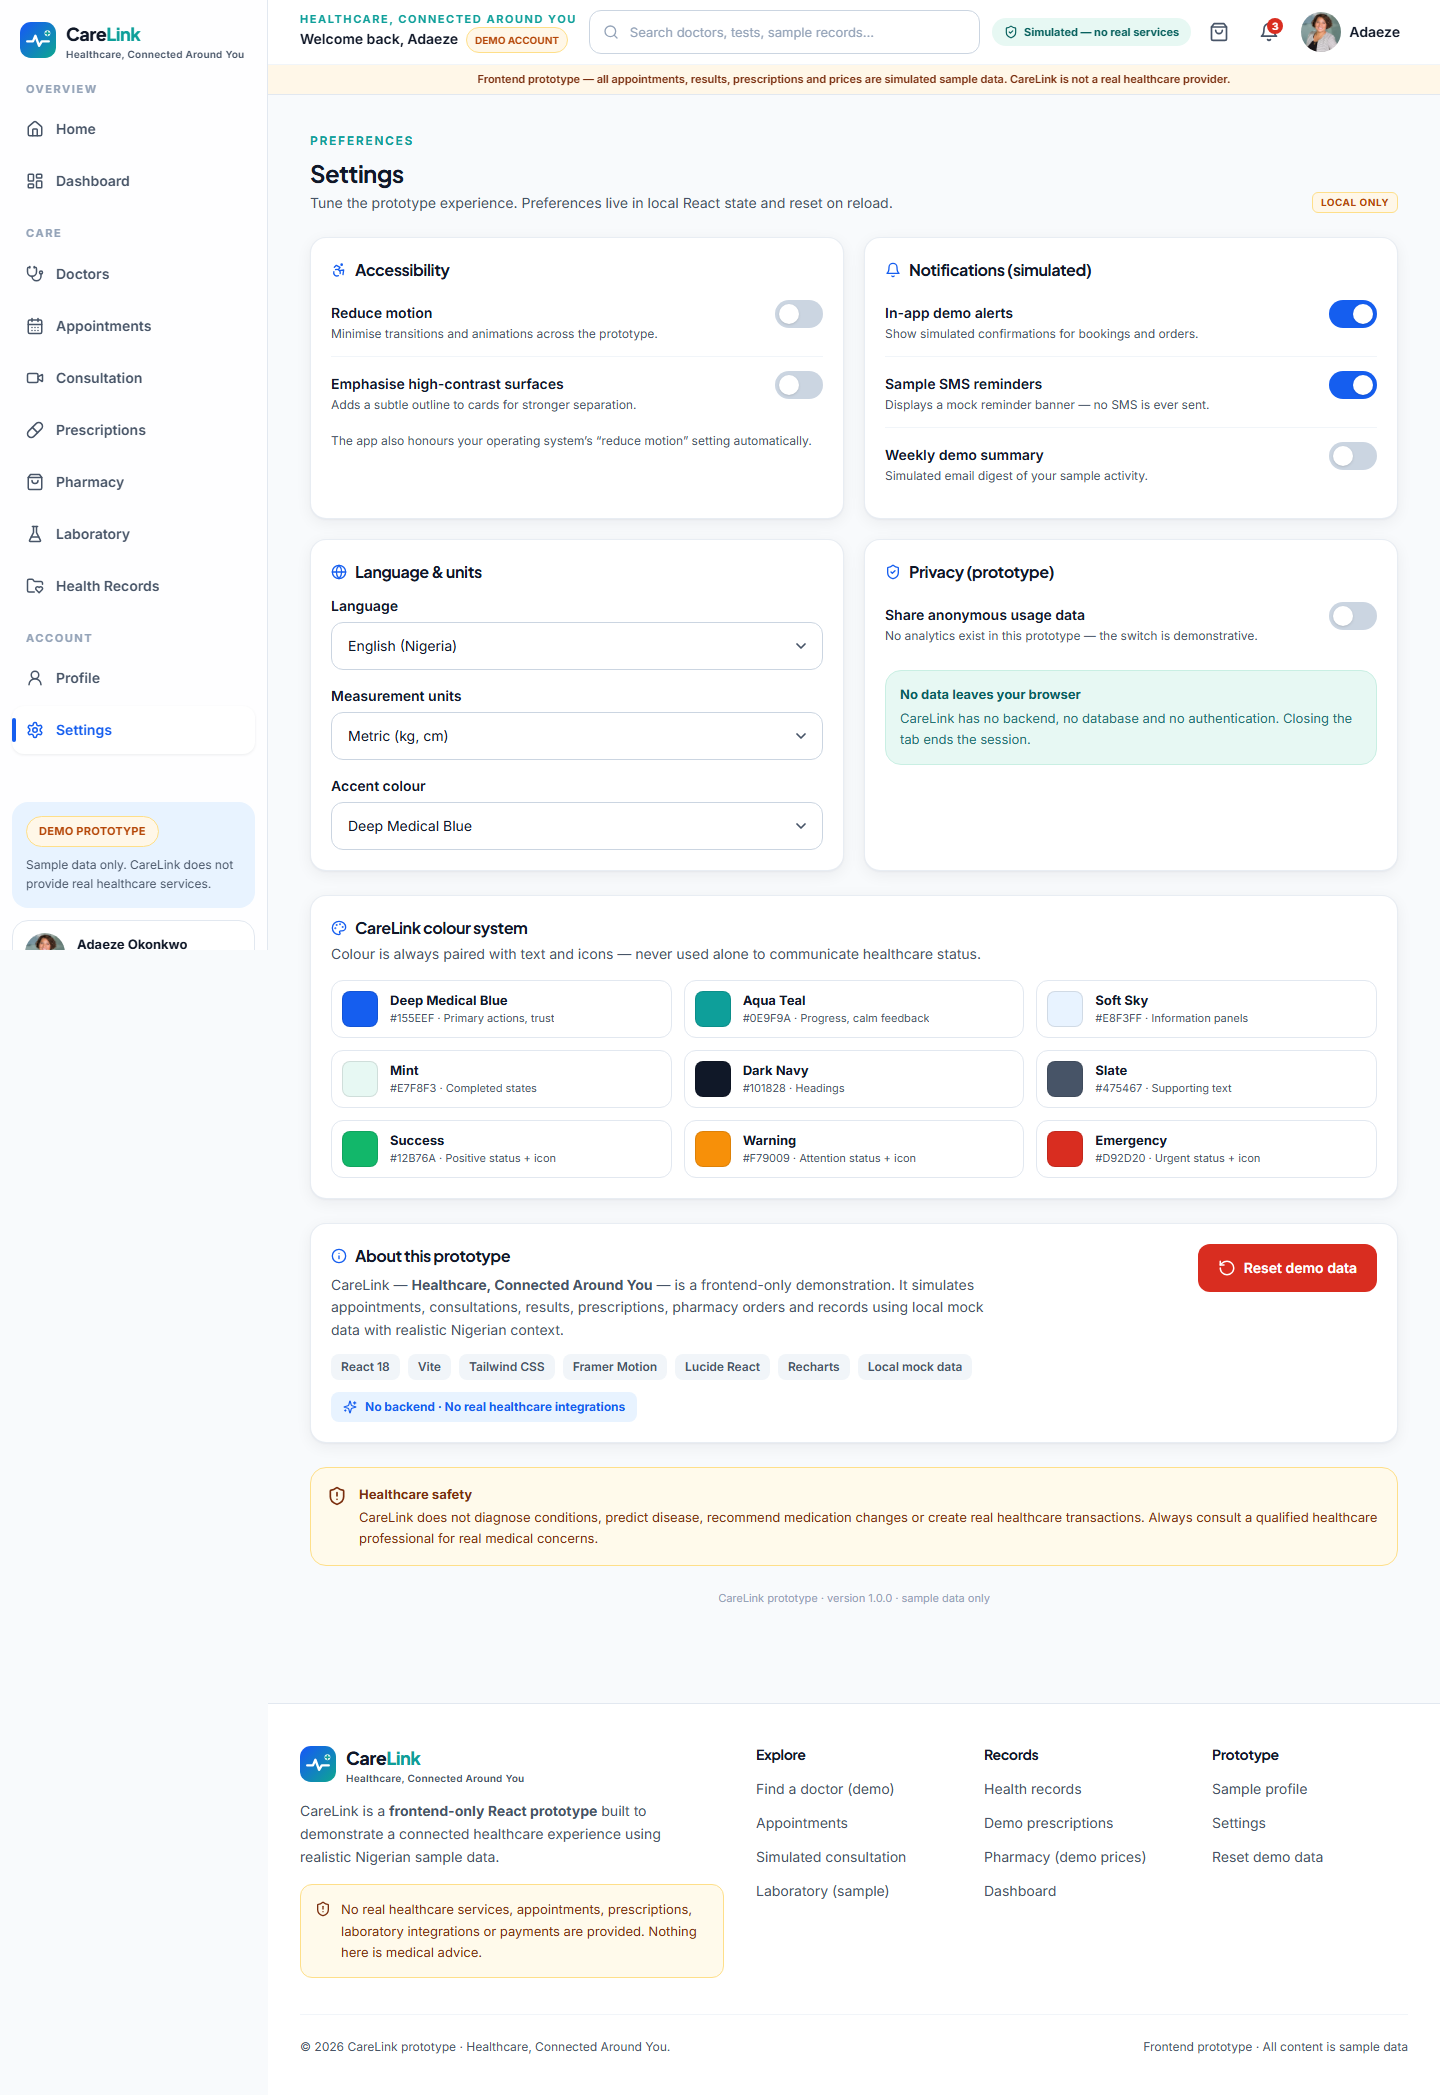 CareLink
Healthcare, Connected Around You
OVERVIEW
Home
Dashboard
CARE
Doctors
Appointments
Consultation
Prescriptions
Pharmacy
Laboratory
Health Records
ACCOUNT
Profile
Settings
DEMO PROTOTYPE
Sample data only. CareLink does not
provide real healthcare services.
Adaeze Okonkwo
HEALTHCARE, CONNECTED AROUND YOU
Welcome back, Adaeze DEMO ACCOUNT
Search doctors, tests, sample records...
Simulated — no real services
3
Adaeze
Frontend prototype — all appointments, results, prescriptions and prices are simulated sample data. CareLink is not a real healthcare provider.
PREFERENCES
Settings
Tune the prototype experience. Preferences live in local React state and reset on reload.
LOCAL ONLY
Accessibility
Reduce motion
Minimise transitions and animations across the prototype.
Emphasise high-contrast surfaces
Adds a subtle outline to cards for stronger separation.
The app also honours your operating system's “reduce motion” setting automatically.
Notifications (simulated)
In-app demo alerts
Show simulated confirmations for bookings and orders.
Sample SMS reminders
Displays a mock reminder banner — no SMS is ever sent.
Weekly demo summary
Simulated email digest of your sample activity.
Language & units
Language
English (Nigeria)
Measurement units
Metric (kg, cm)
Accent colour
Deep Medical Blue
Privacy (prototype)
Share anonymous usage data
No analytics exist in this prototype — the switch is demonstrative.
No data leaves your browser
CareLink has no backend, no database and no authentication. Closing the
tab ends the session.
CareLink colour system
Colour is always paired with text and icons — never used alone to communicate healthcare status.
Deep Medical Blue
#155EEF · Primary actions, trust
Aqua Teal
#0E9F9A · Progress, calm feedback
Soft Sky
#E8F3FF · Information panels
Mint
#E7F8F3 · Completed states
Dark Navy
#101828 · Headings
Slate
#475467 · Supporting text
Success
#12B76A · Positive status + icon
Warning
#F79009 · Attention status + icon
Emergency
#D92D20 · Urgent status + icon
About this prototype
CareLink — Healthcare, Connected Around You — is a frontend-only demonstration. It simulates
appointments, consultations, results, prescriptions, pharmacy orders and records using local mock
data with realistic Nigerian context.
React 18 Vite Tailwind CSS Framer Motion Lucide React Recharts Local mock data
No backend · No real healthcare integrations
Reset demo data
Healthcare safety
CareLink does not diagnose conditions, predict disease, recommend medication changes or create real healthcare transactions. Always consult a qualified healthcare
professional for real medical concerns.
CareLink prototype · version 1.0.0 · sample data only
CareLink
Healthcare, Connected Around You
CareLink is a frontend-only React prototype built to
demonstrate a connected healthcare experience using
realistic Nigerian sample data.
No real healthcare services, appointments, prescriptions,
laboratory integrations or payments are provided. Nothing
here is medical advice.
Explore
Find a doctor (demo)
Appointments
Simulated consultation
Laboratory (sample)
Records
Health records
Demo prescriptions
Pharmacy (demo prices)
Dashboard
Prototype
Sample profile
Settings
Reset demo data
© 2026 CareLink prototype · Healthcare, Connected Around You.
Frontend prototype · All content is sample data